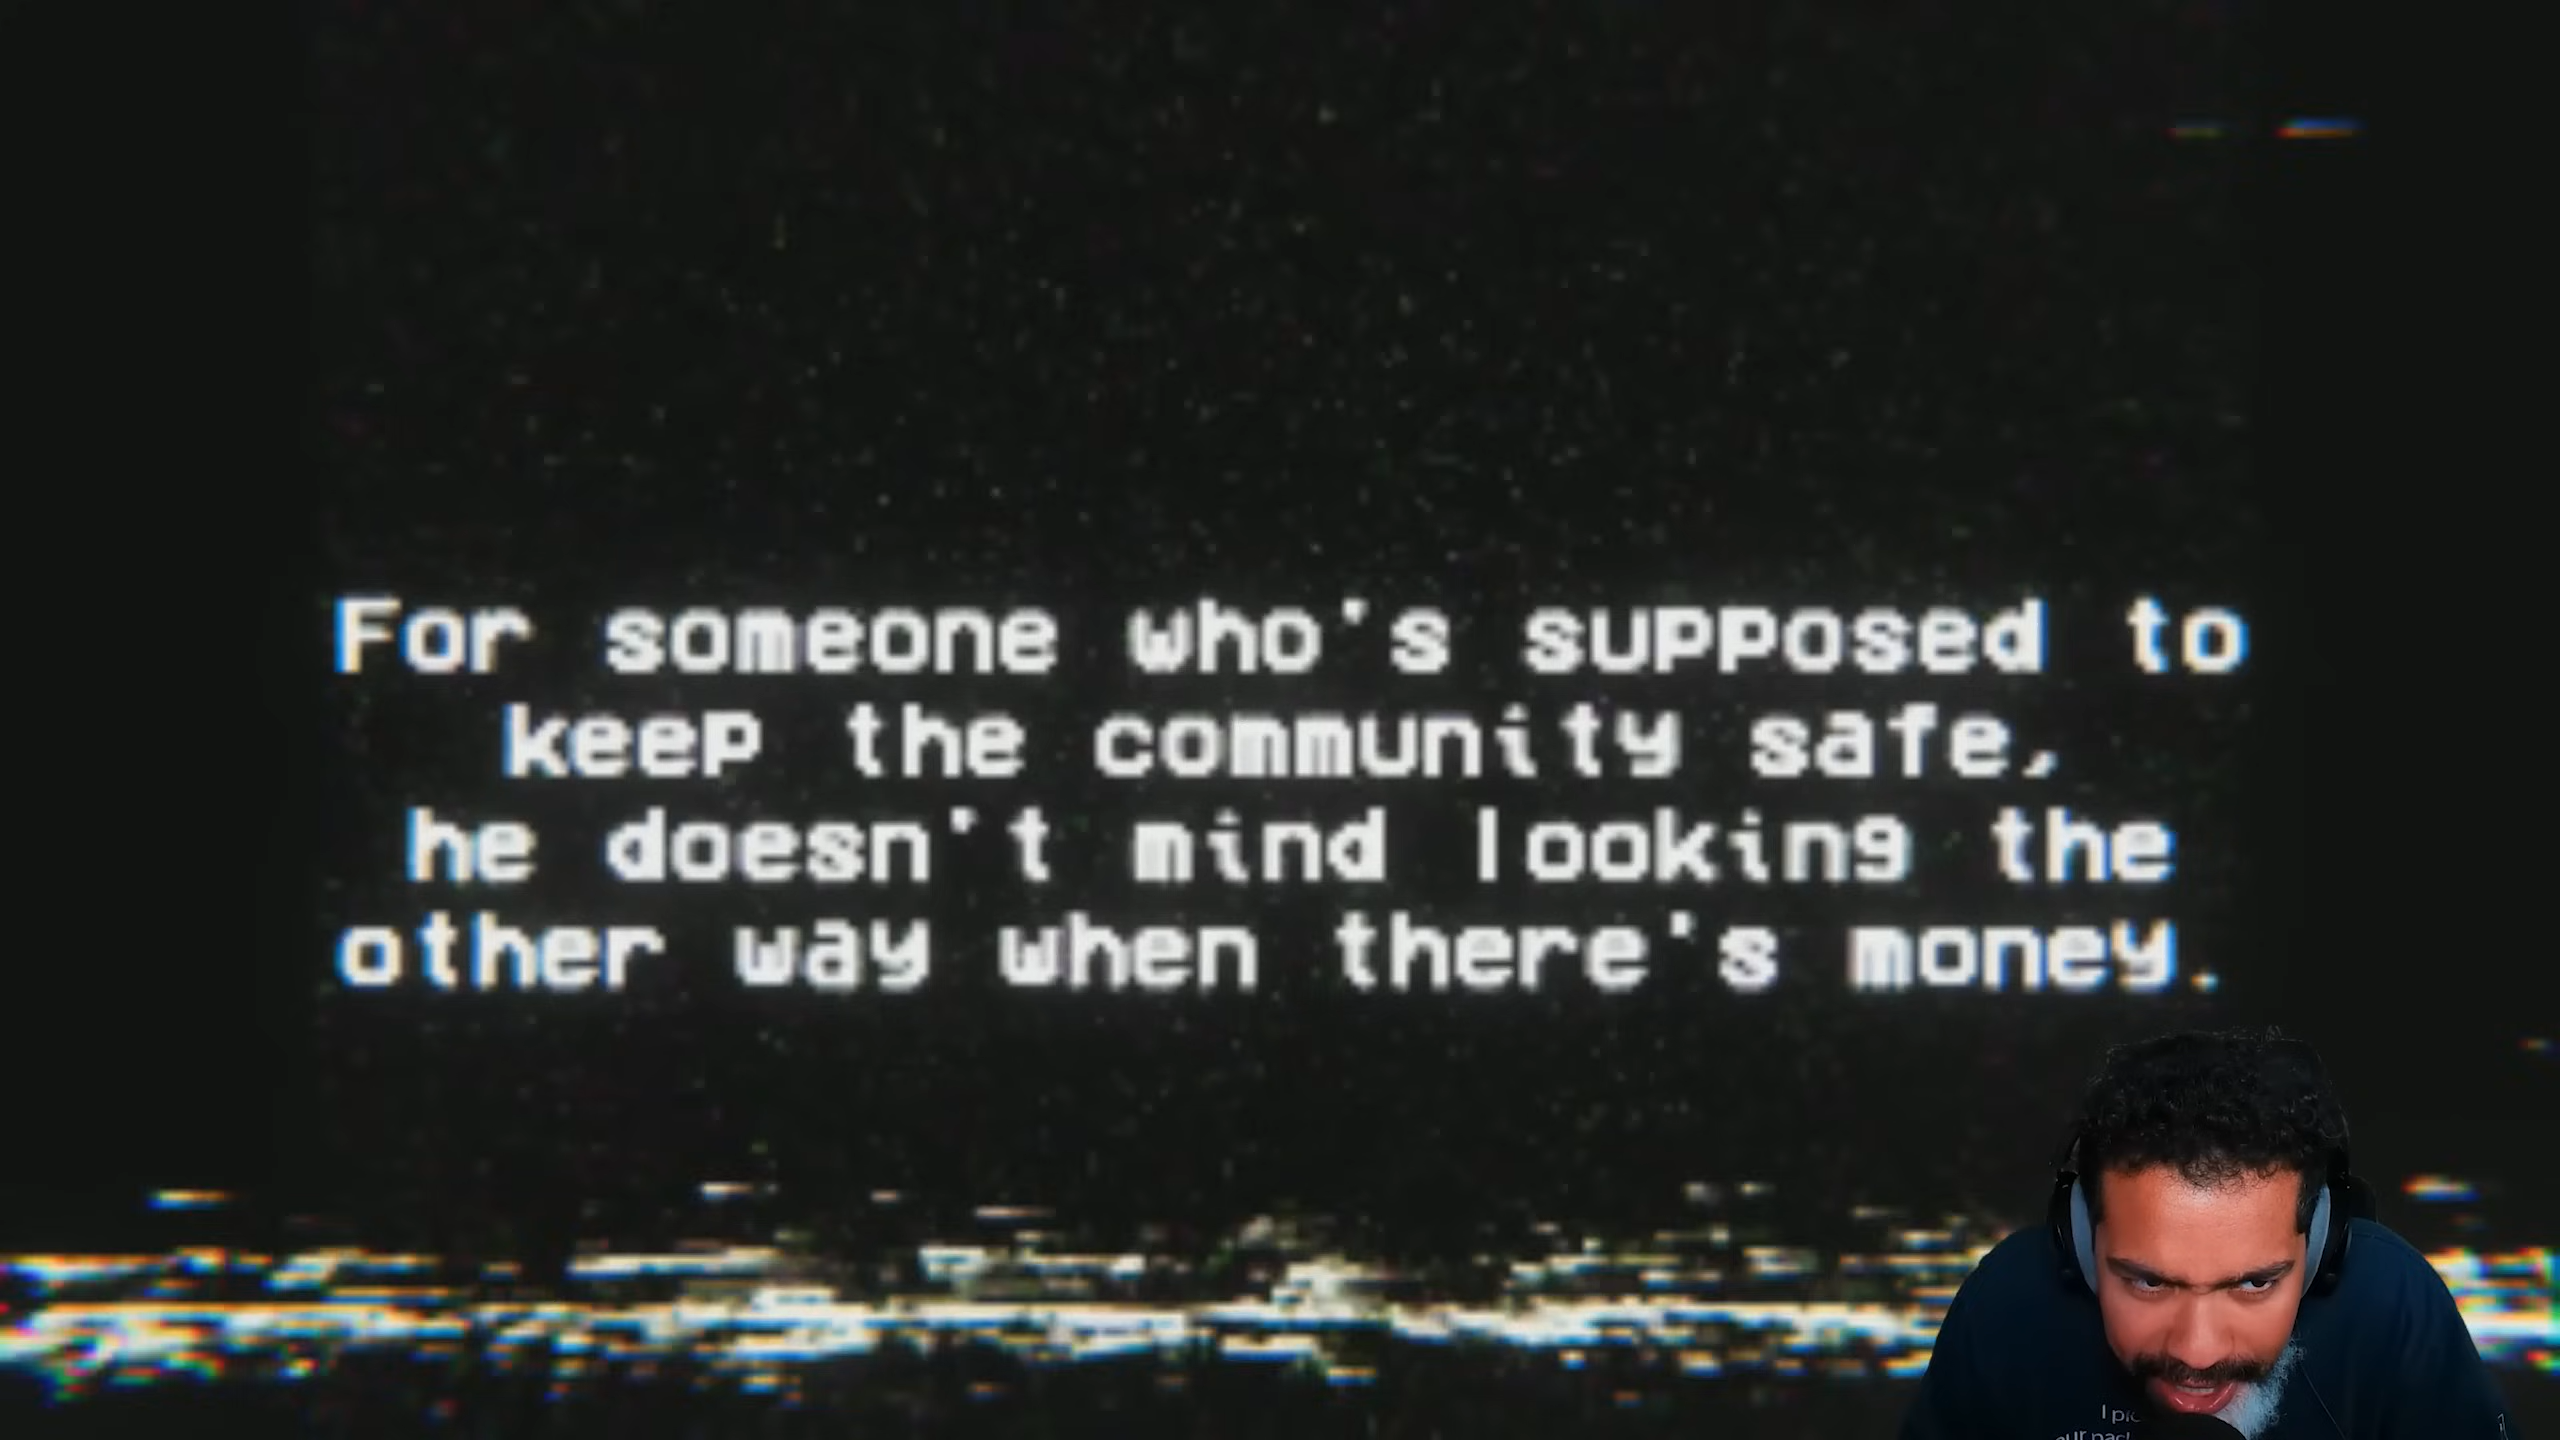 For someone who's supposed to
keep the community safe,
he doesn't mind looking the
other way when there's money.